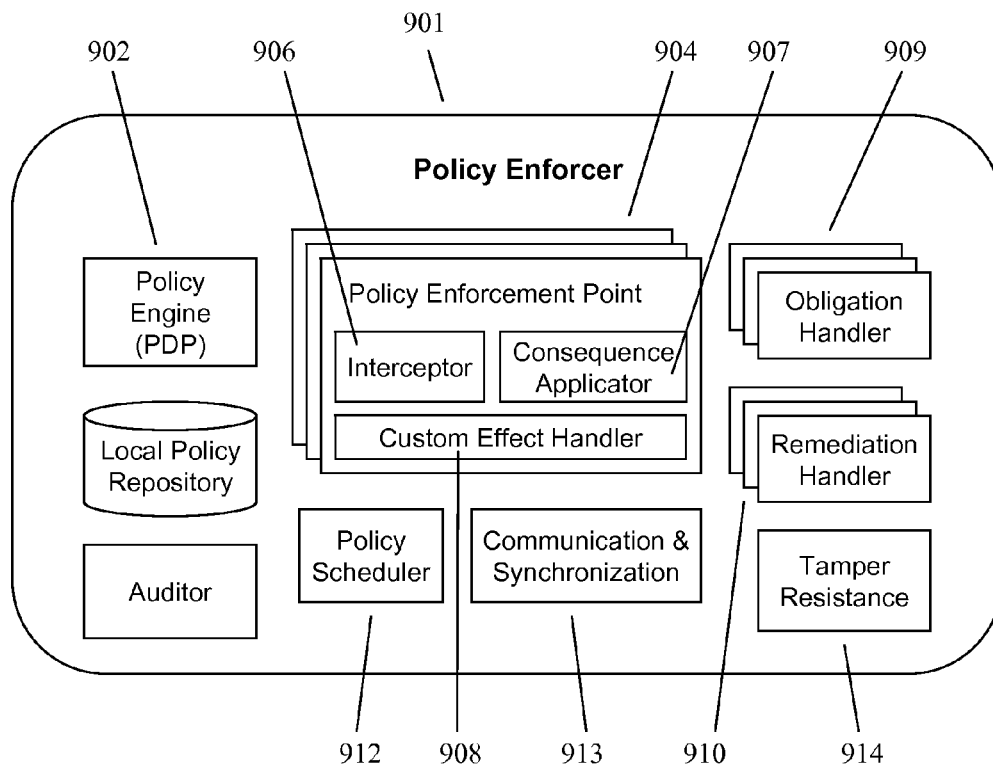 901
902
906
904
907
909
Policy Enforcer
Policy
Engine
(PDP)
Policy Enforcement Point
Interceptor
Consequence
Applicator
Custom Effect Handler
Obligation
Handler
Local Policy
Repository
Remediation
Handler
Auditor
Policy
Scheduler
Communication &
Synchronization
Tamper
Resistance
912
908
913
910
914